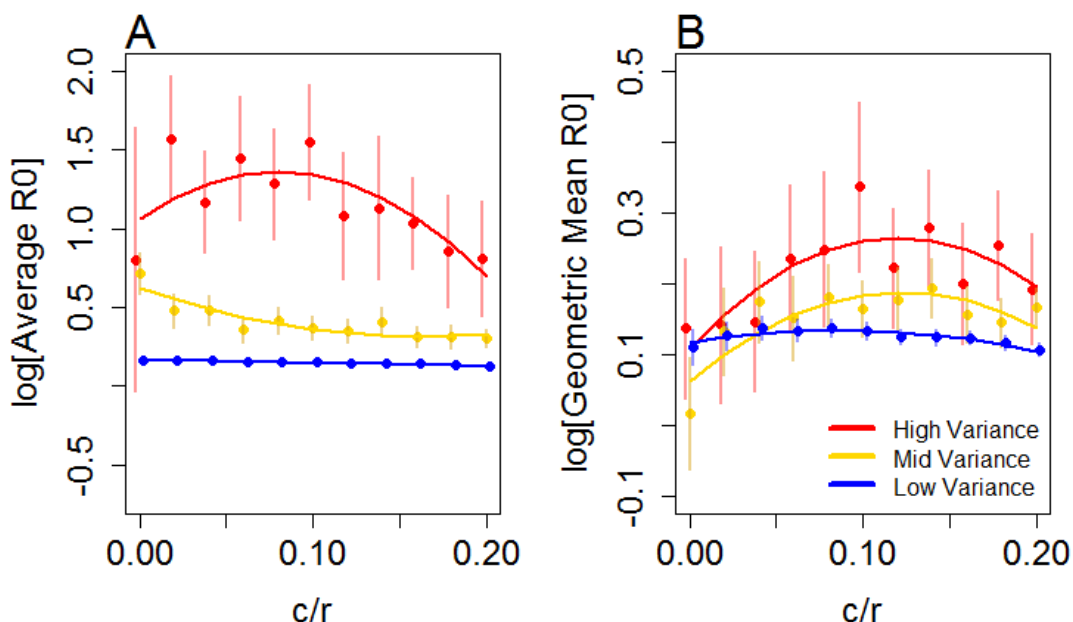 A
log[Average R0]
2.0
1.5
1.0
0.5
-0.5
0.00 0.10 0.20
c/r
B
log[Geometric Mean R0]
0.5
0.3
0.1
-0.1
High Variance
Mid Variance
Low Variance
0.00 0.10 0.20
c/r